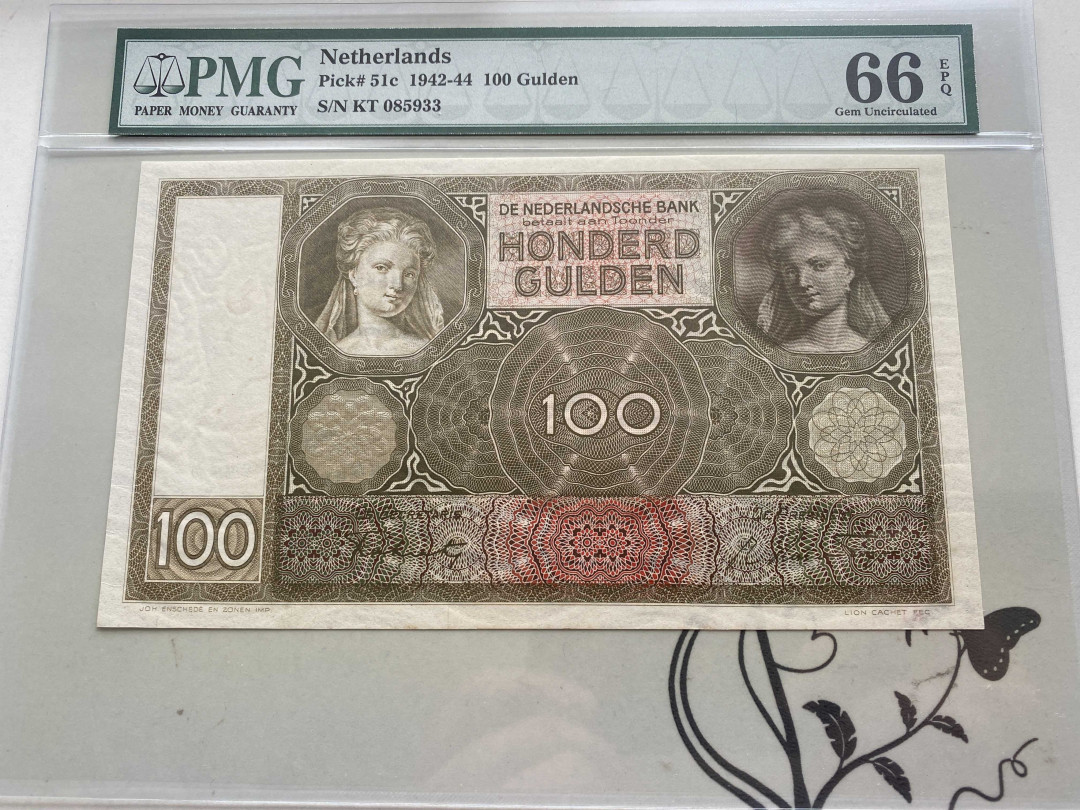 PMG
PAPER MONEY GUARANTY
Netherlands
Pick# 51c 1942-44 100 Gulden
S/N KT 085933
66
EPQ
Gem Uncirculated
DE NEDERLANDSCHE BANK
betaalt aan Toonder
HONDERD
GULDEN
100
100
JOH. ENSCHEDÉ EN ZONEN IMP.
LION CACHET FEC.